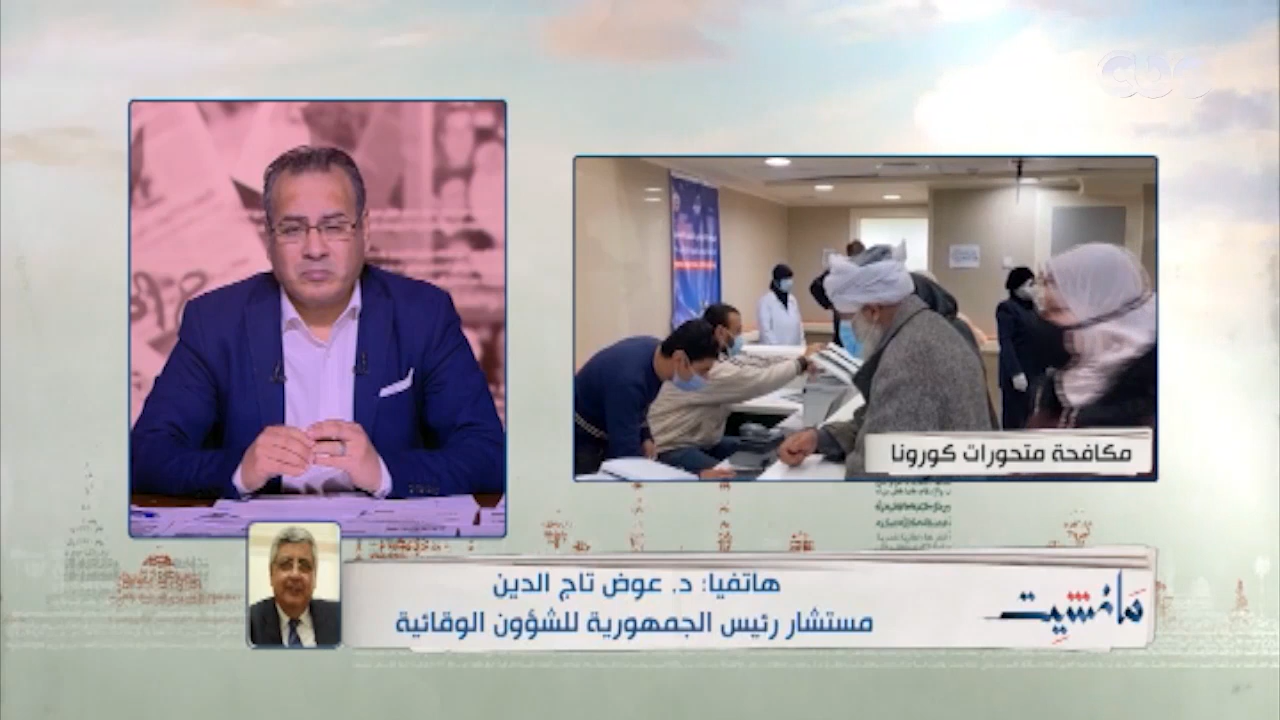 cbc
مكافحة متحورات كورونا
هاتفيا: د. عوض تاج الدين
مستشار رئيس الجمهورية للشؤون الوقائية
مانشيت